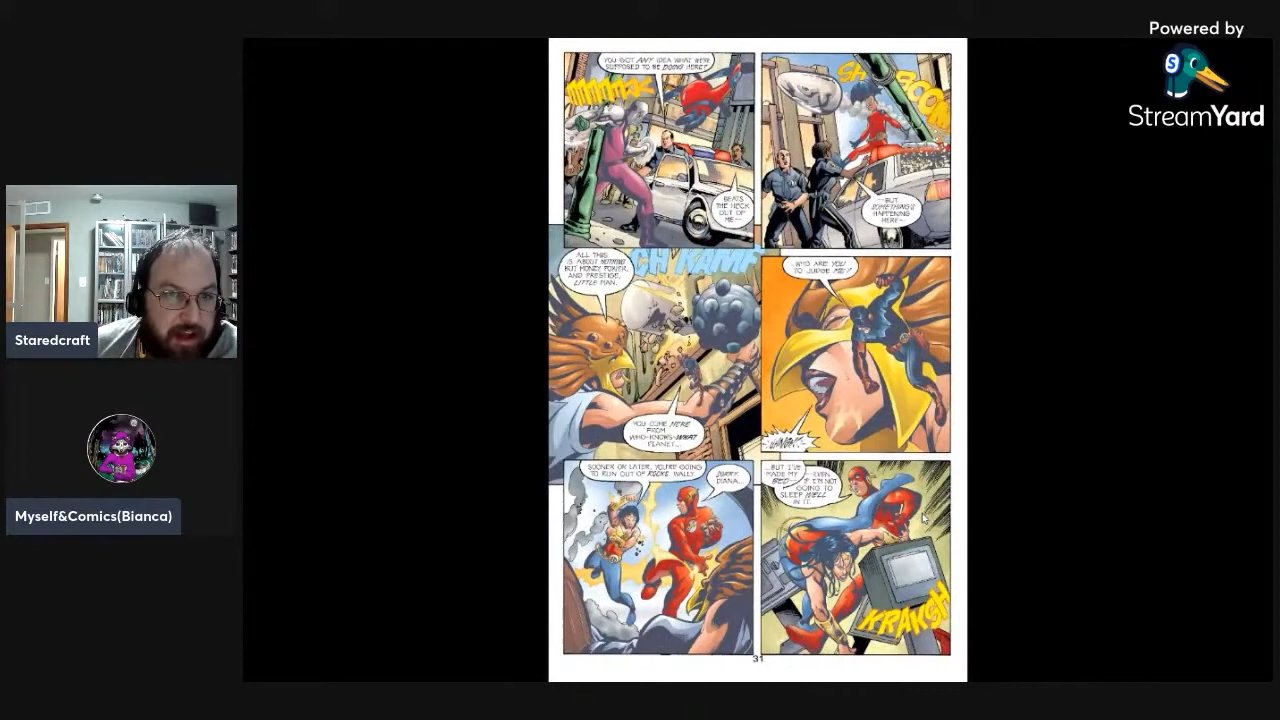 Powered by
StreamYard
S
YOU GOT ANY IDEA WHAT WE'RE
SUPPOSED TO BE DOING HERE?
BEATS
THE HECK
OUT OF
ME--
SH
BOOM
--BUT
SOMETHING'S
HAPPENING
HERE--
ALL THIS
IS ABOUT NOTHING
BUT MONEY, POWER,
AND PRESTIGE,
LITTLE MAN.
YOU COME HERE
FROM
WHO-KNOWS-WHAT
PLANET...
WHO ARE YOU
TO JUDGE ME?
SOONER OR LATER, YOU'RE GOING
TO RUN OUT OF ROCKS, WALLY.
SORRY,
DIANA...
...BUT I'VE
MADE MY
BED--
EVEN
IF I'M NOT
GOING TO
SLEEP WELL
IN IT.
31
Staredcraft
Myself&Comics(Bianca)